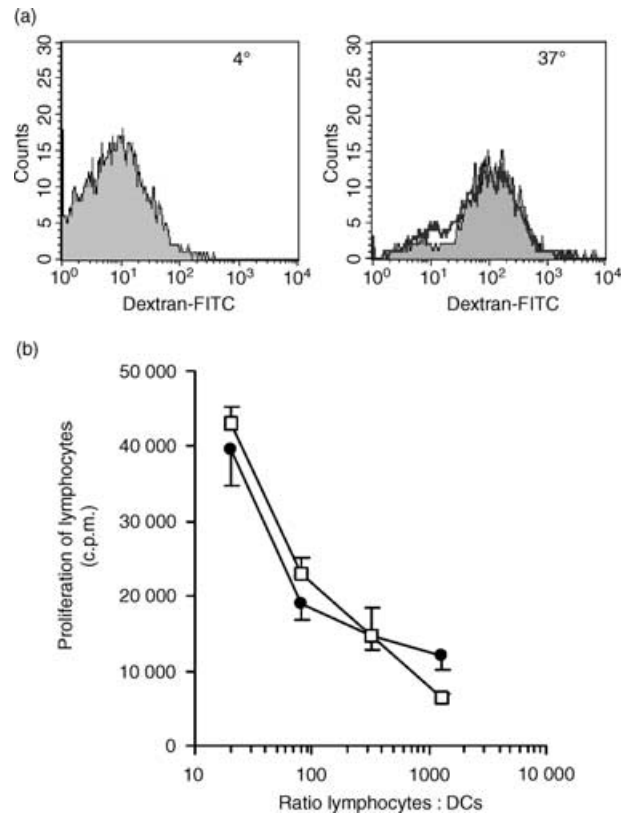 (a)
30
25
20
15
10
5
0
Counts
4°
10⁰ 10¹ 10² 10³ 10⁴
Dextran-FITC
30
25
20
15
10
5
0
Counts
37°
10⁰ 10¹ 10² 10³ 10⁴
Dextran-FITC
(b)
50 000
40 000
30 000
20 000
10 000
0
Proliferation of lymphocytes
(c.p.m.)
10 100 1000 10 000
Ratio lymphocytes : DCs